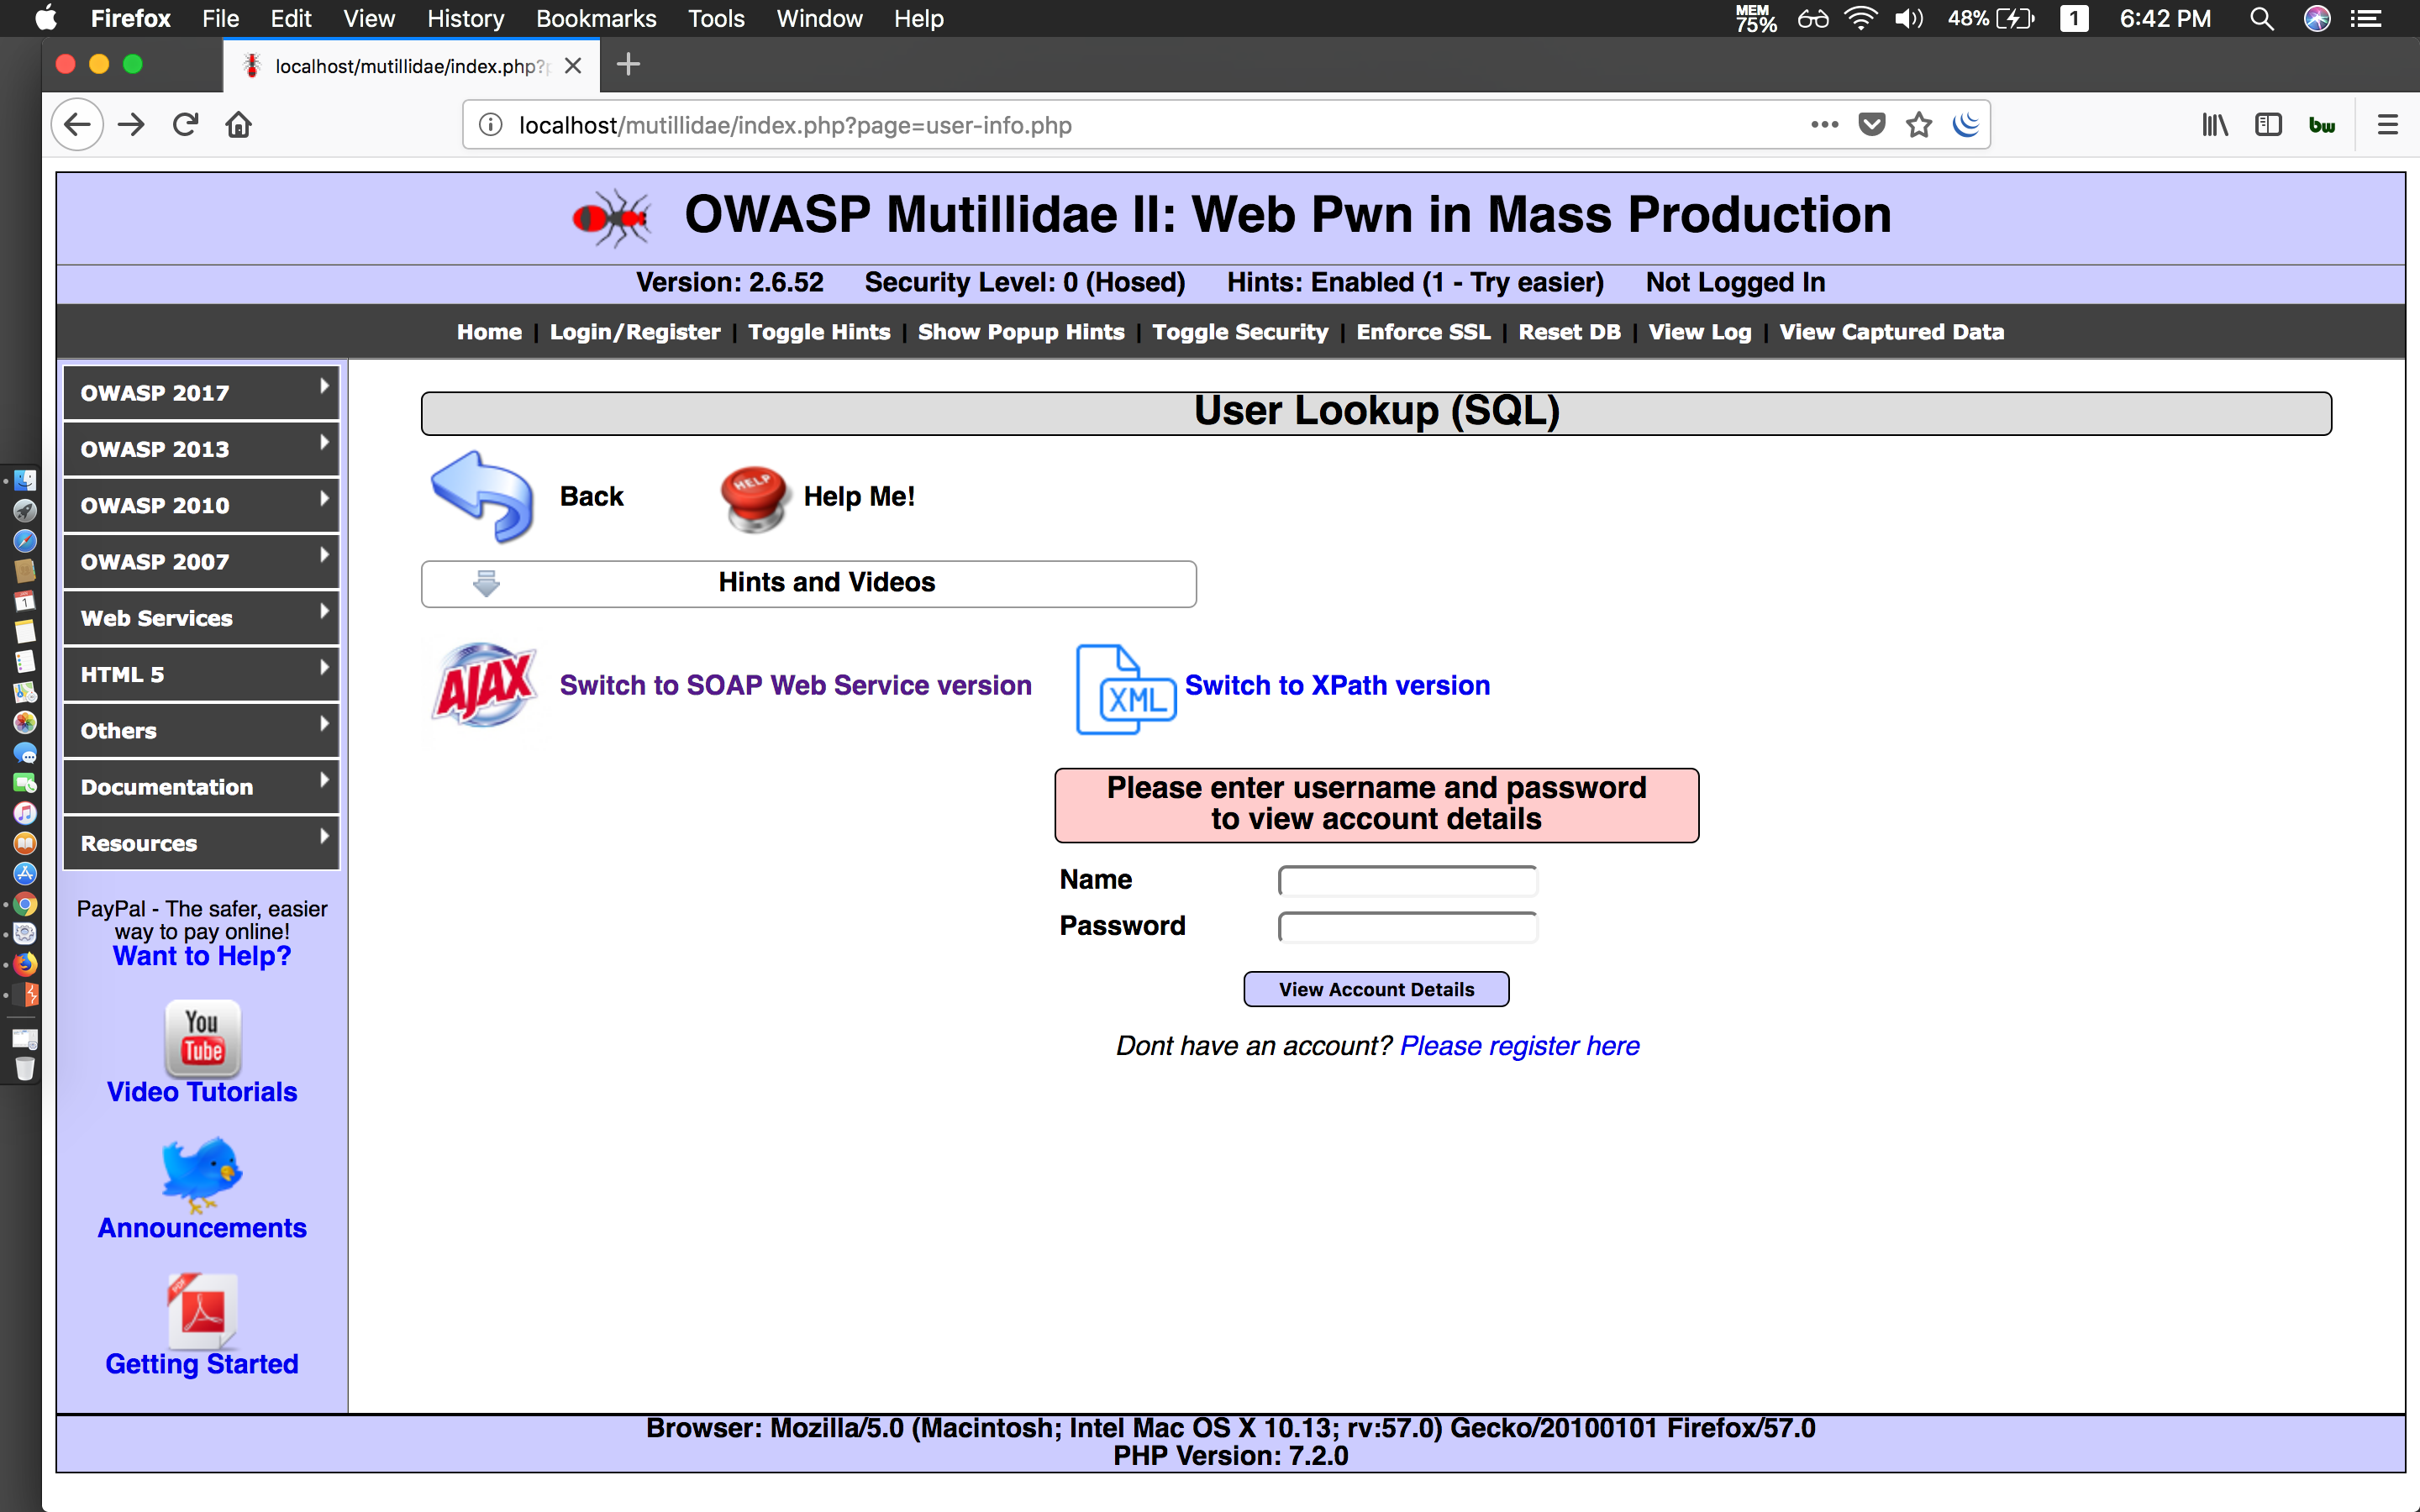 Firefox File Edit View History Bookmarks Tools Window Help MEM 75% 48% 1 6:42 PM
localhost/mutillidae/index.php?p
localhost/mutillidae/index.php?page=user-info.php
bw
OWASP Mutillidae II: Web Pwn in Mass Production
Version: 2.6.52 Security Level: 0 (Hosed) Hints: Enabled (1 - Try easier) Not Logged In
Home | Login/Register | Toggle Hints | Show Popup Hints | Toggle Security | Enforce SSL | Reset DB | View Log | View Captured Data
OWASP 2017
OWASP 2013
OWASP 2010
OWASP 2007
Web Services
HTML 5
Others
Documentation
Resources
PayPal - The safer, easier
way to pay online!
Want to Help?
You
Tube
Video Tutorials
Announcements
PDF
Getting Started
User Lookup (SQL)
Back
HELP
Help Me!
Hints and Videos
AJAX
Switch to SOAP Web Service version
XML
Switch to XPath version
Please enter username and password
to view account details
Name
Password
View Account Details
Dont have an account? Please register here
Browser: Mozilla/5.0 (Macintosh; Intel Mac OS X 10.13; rv:57.0) Gecko/20100101 Firefox/57.0
PHP Version: 7.2.0